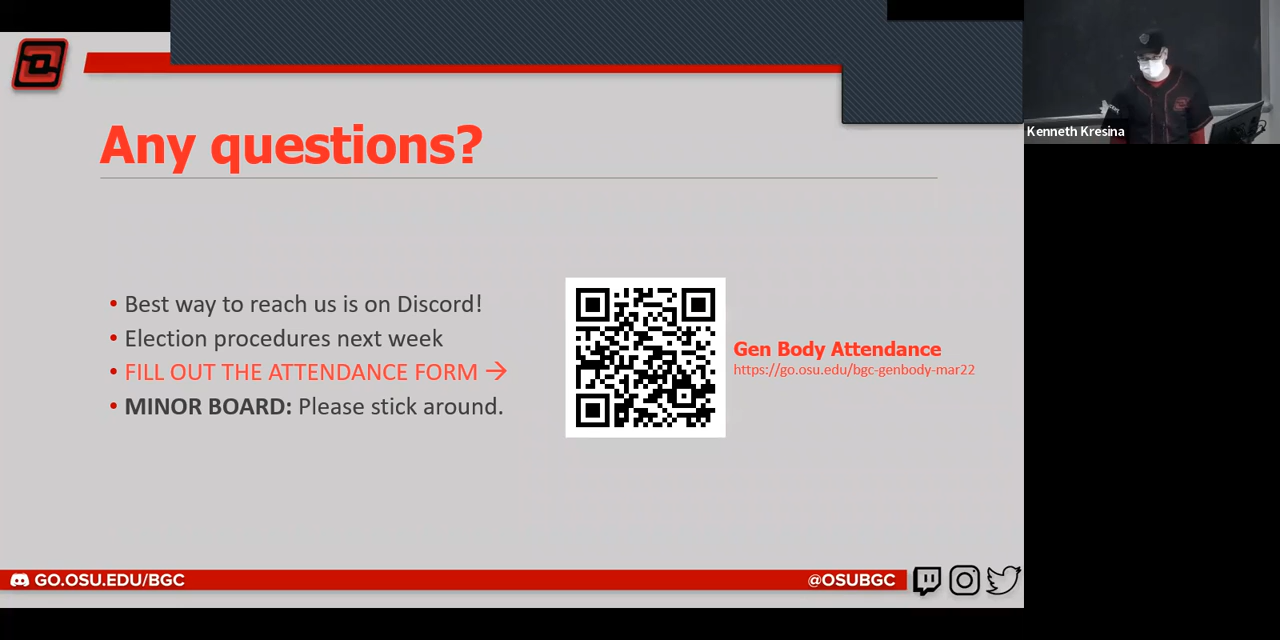 Kenneth Kresina
Any questions?
• Best way to reach us is on Discord!
• Election procedures next week
• FILL OUT THE ATTENDANCE FORM →
• MINOR BOARD: Please stick around.
Gen Body Attendance
https://go.osu.edu/bgc-genbody-mar22
GO.OSU.EDU/BGC
@OSUBGC